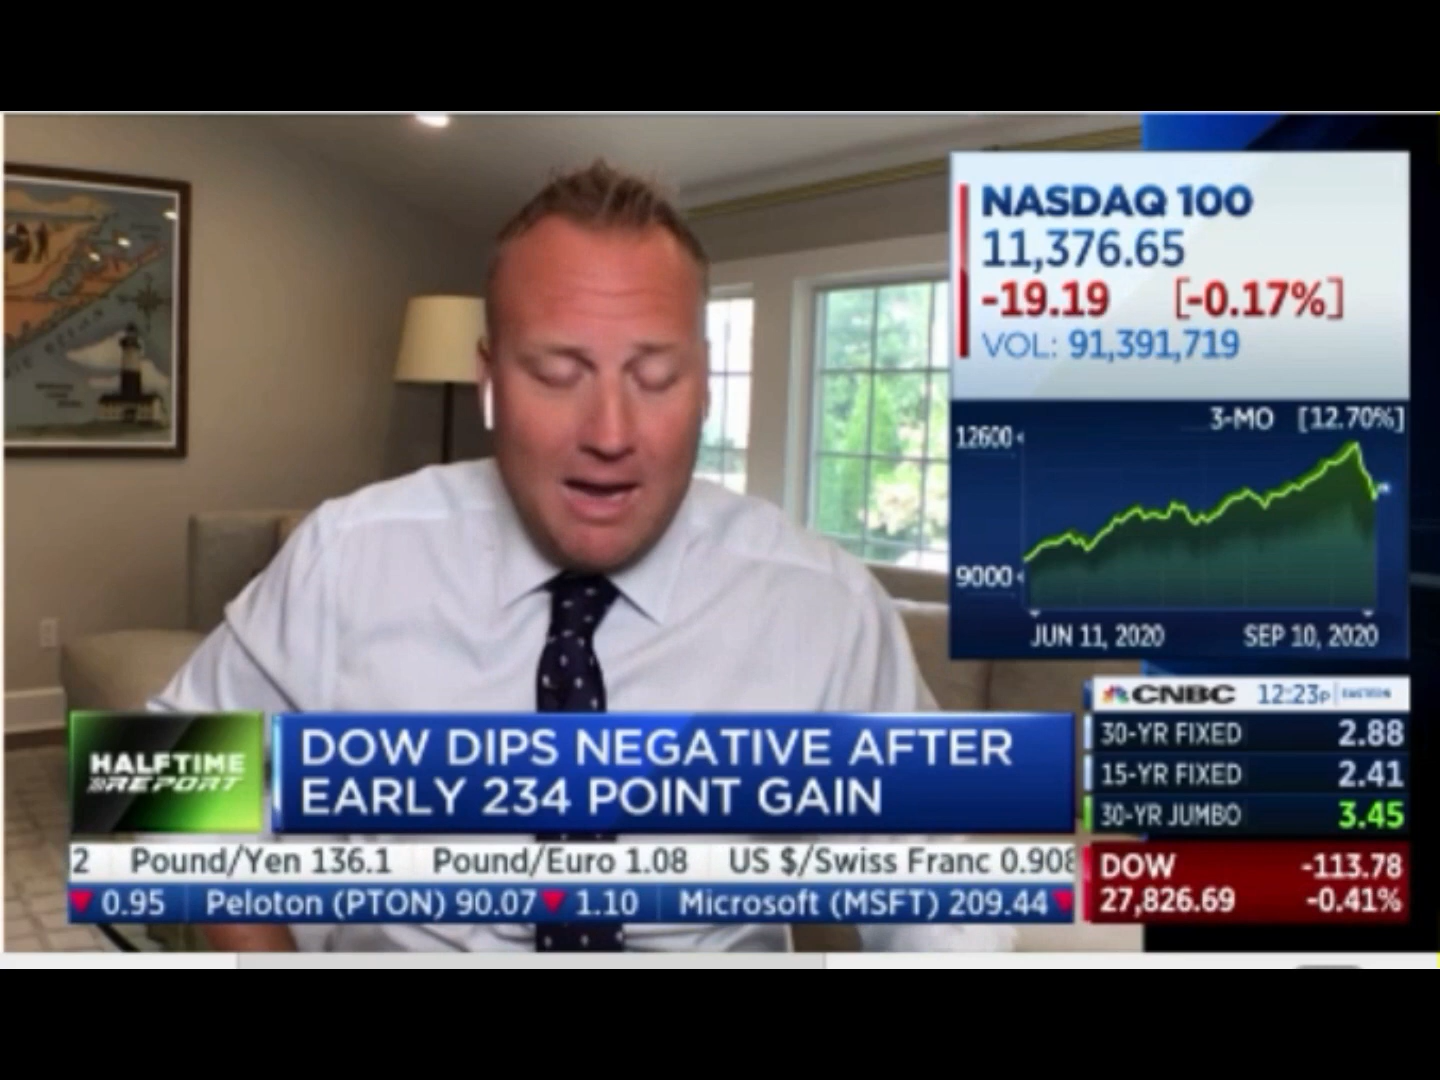 NASDAQ 100
11,376.65
-19.19 [-0.17%]
VOL: 91,391,719
3-MO [12.70%]
12600
9000
JUN 11, 2020 SEP 10, 2020
CNBC 12:23P EASTERN
30-YR FIXED 2.88
15-YR FIXED 2.41
30-YR JUMBO 3.45
DOW -113.78
27,826.69 -0.41%
HALFTIME
REPORT
DOW DIPS NEGATIVE AFTER
EARLY 234 POINT GAIN
2 Pound/Yen 136.1 Pound/Euro 1.08 US $/Swiss Franc 0.908
▼ 0.95 Peloton (PTON) 90.07 ▼ 1.10 Microsoft (MSFT) 209.44 ▼